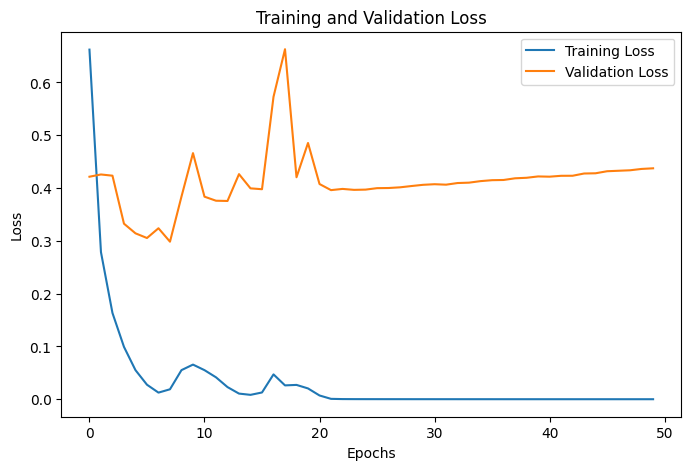 Training and Validation Loss
Training Loss
Validation Loss
0.6
0.5
0.4
0.3
0.2
0.1
0.0
Loss
0 10 20 30 40 50
Epochs